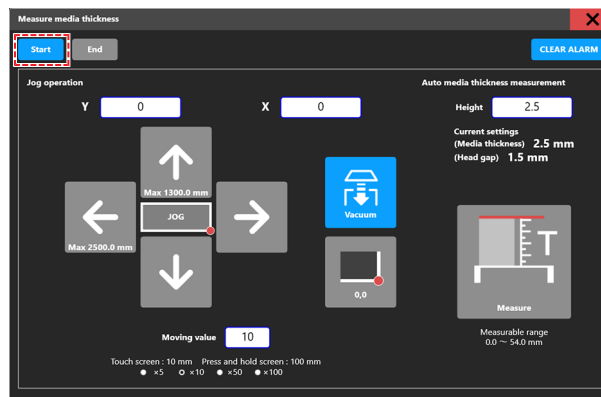 Measure media thickness
Start
End
CLEAR ALARM
Jog operation
Y 0
X 0
Max 1300.0 mm
JOG
Max 2500.0 mm
Vacuum
0,0
Moving value 10
Touch screen : 10 mm Press and hold screen : 100 mm
×5 ×10 ×50 ×100
Auto media thickness measurement
Height 2.5
Current settings
(Media thickness) 2.5 mm
(Head gap) 1.5 mm
T
Measure
Measurable range
0.0 ~ 54.0 mm